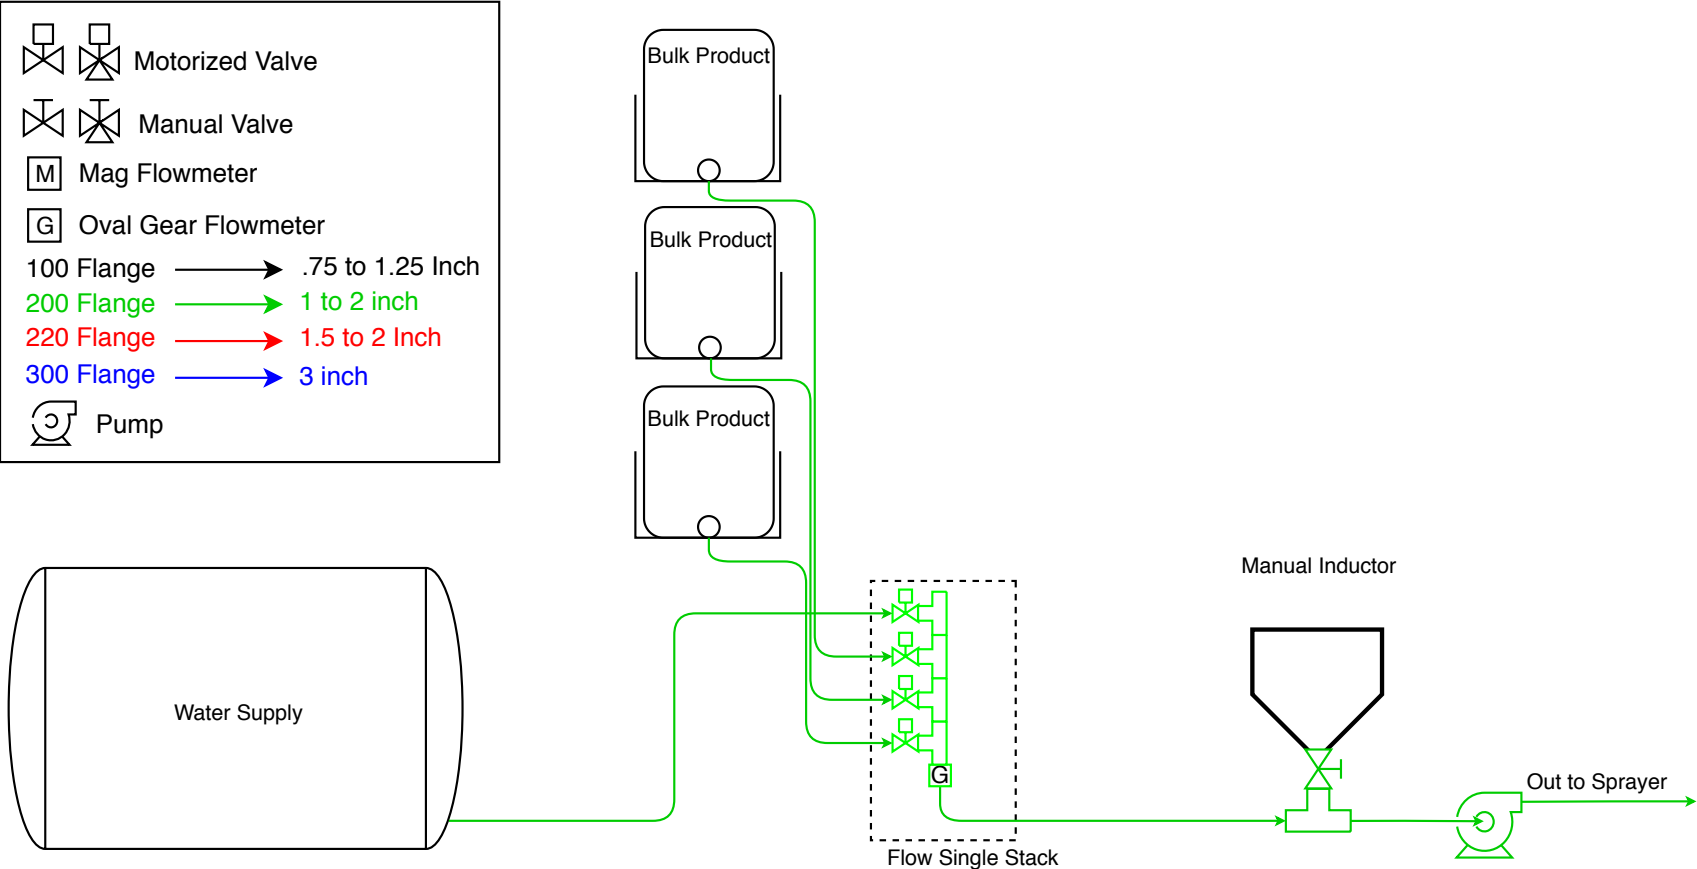 Motorized Valve
Manual Valve
M Mag Flowmeter
G Oval Gear Flowmeter
100 Flange .75 to 1.25 Inch
200 Flange 1 to 2 inch
220 Flange 1.5 to 2 Inch
300 Flange 3 inch
Pump
Bulk Product
Bulk Product
Bulk Product
Water Supply
G
Flow Single Stack
Manual Inductor
Out to Sprayer